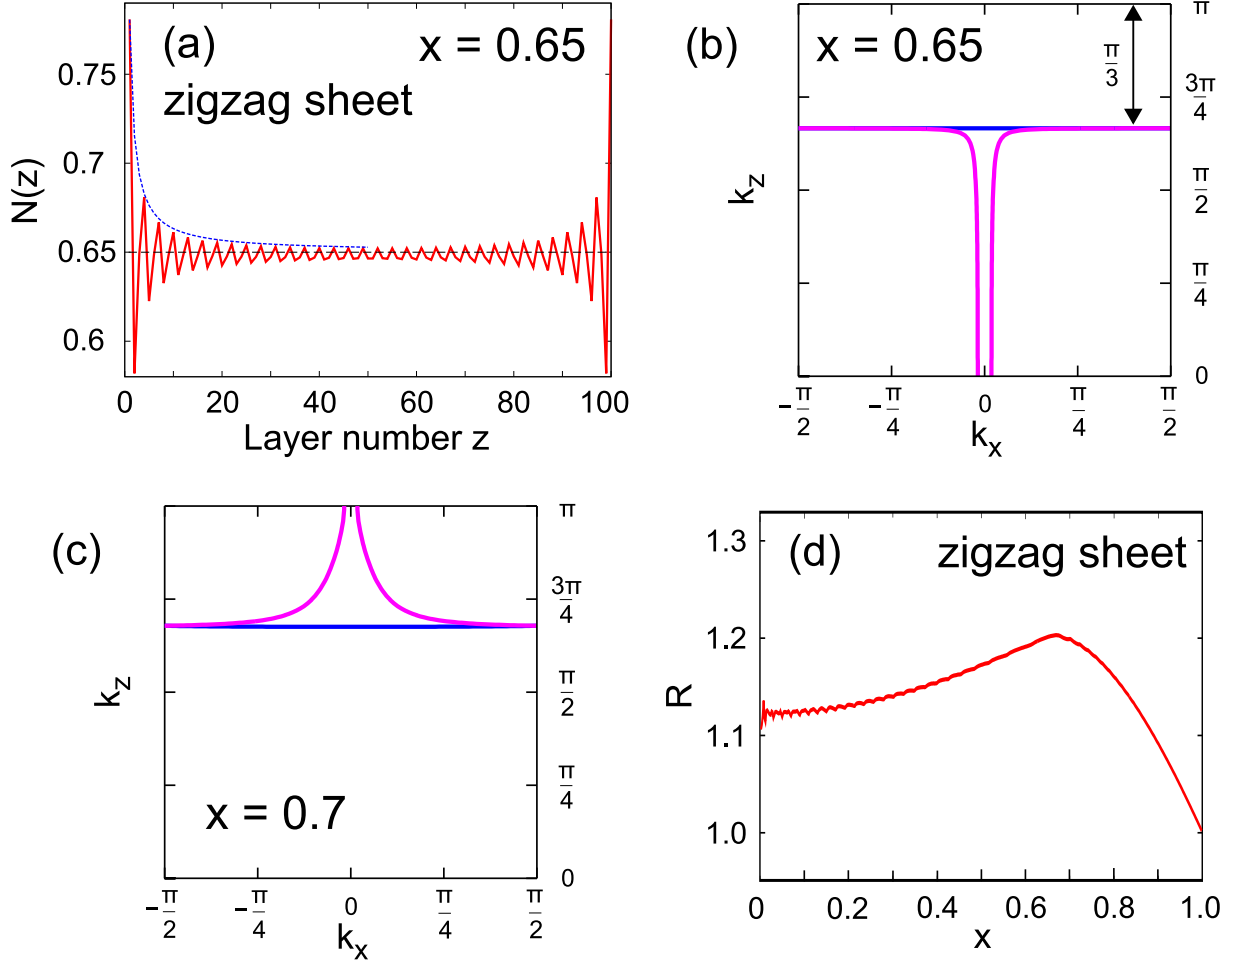 (a)
x = 0.65
zigzag sheet
0.75
0.7
0.65
0.6
N(z)
0 20 40 60 80 100
Layer number z
(b)
x = 0.65
π/3
π
3π/4
π/2
π/4
0
k_z
−π/2 −π/4 0 π/4 π/2
k_x
(c)
x = 0.7
π
3π/4
π/2
π/4
0
k_z
−π/2 −π/4 0 π/4 π/2
k_x
(d)
zigzag sheet
1.3
1.2
1.1
1.0
R
0 0.2 0.4 0.6 0.8 1.0
x